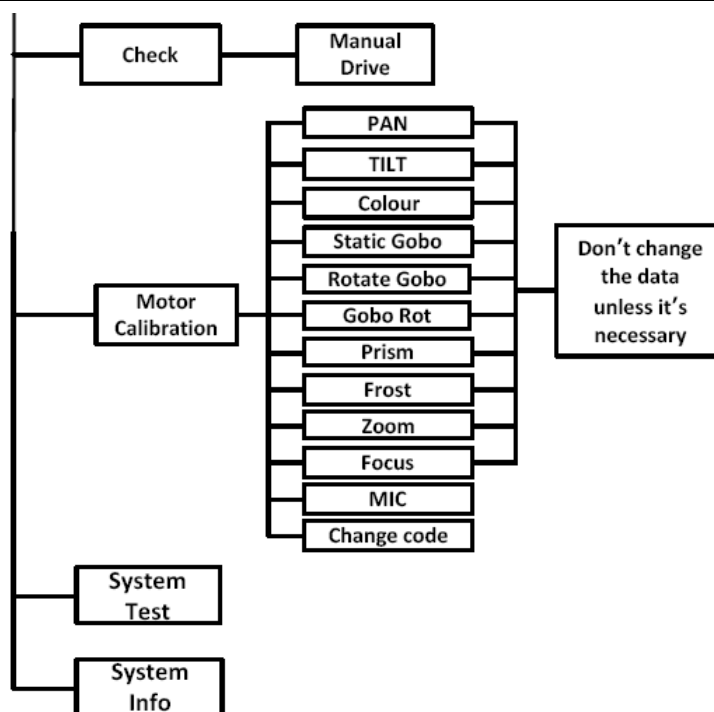 Check
Manual
Drive
PAN
TILT
Colour
Static Gobo
Rotate Gobo
Gobo Rot
Prism
Frost
Zoom
Focus
MIC
Change code
Motor
Calibration
Don’t change
the data
unless it’s
necessary
System
Test
System
Info